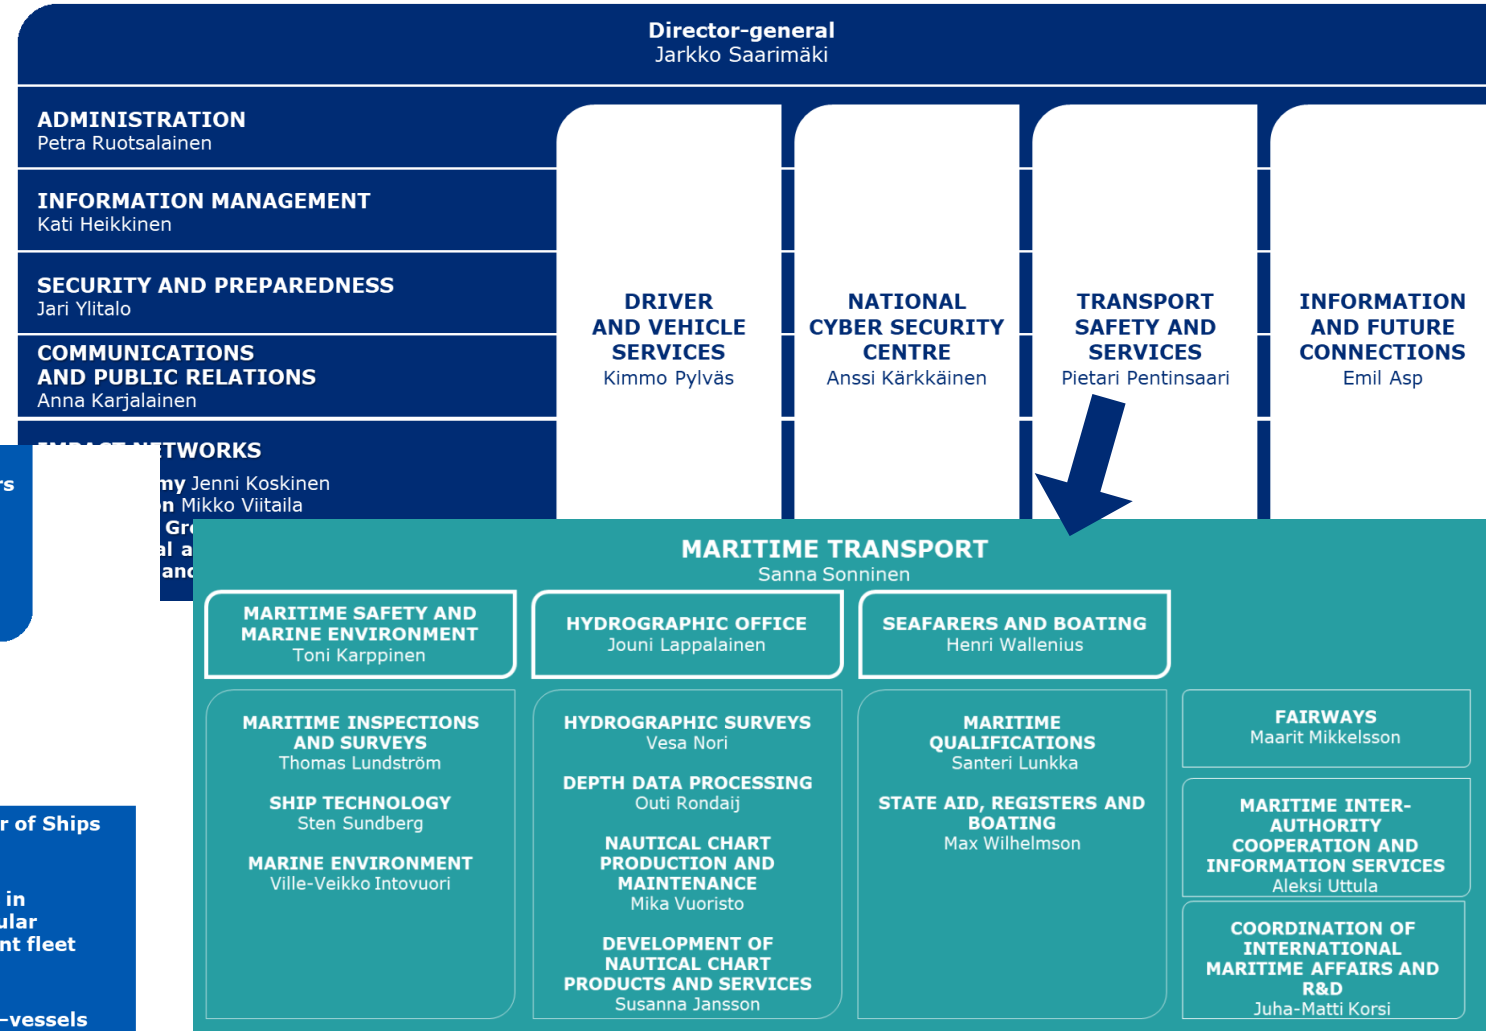 Director-general
Jarkko Saarimäki
ADMINISTRATION
Petra Ruotsalainen
INFORMATION MANAGEMENT
Kati Heikkinen
SECURITY AND PREPAREDNESS
Jari Ylitalo
COMMUNICATIONS
AND PUBLIC RELATIONS
Anna Karjalainen
DRIVER
AND VEHICLE
SERVICES
Kimmo Pylväs
NATIONAL
CYBER SECURITY
CENTRE
Anssi Kärkkäinen
TRANSPORT
SAFETY AND
SERVICES
Pietari Pentinsaari
INFORMATION
AND FUTURE
CONNECTIONS
Emil Asp
IMPACT NETWORKS
my Jenni Koskinen
n Mikko Viitaila
Gr
al a
and
rs
MARITIME TRANSPORT
Sanna Sonninen
MARITIME SAFETY AND
MARINE ENVIRONMENT
Toni Karppinen
MARITIME INSPECTIONS
AND SURVEYS
Thomas Lundström
SHIP TECHNOLOGY
Sten Sundberg
MARINE ENVIRONMENT
Ville-Veikko Intovuori
HYDROGRAPHIC OFFICE
Jouni Lappalainen
HYDROGRAPHIC SURVEYS
Vesa Nori
DEPTH DATA PROCESSING
Outi Rondaij
NAUTICAL CHART
PRODUCTION AND
MAINTENANCE
Mika Vuoristo
DEVELOPMENT OF
NAUTICAL CHART
PRODUCTS AND SERVICES
Susanna Jansson
SEAFARERS AND BOATING
Henri Wallenius
MARITIME
QUALIFICATIONS
Santeri Lunkka
STATE AID, REGISTERS AND
BOATING
Max Wilhelmson
FAIRWAYS
Maarit Mikkelsson
MARITIME INTER-
AUTHORITY
COOPERATION AND
INFORMATION SERVICES
Aleksi Uttula
COORDINATION OF
INTERNATIONAL
MARITIME AFFAIRS AND
R&D
Juha-Matti Korsi
r of Ships
in
ular
nt fleet
–vessels